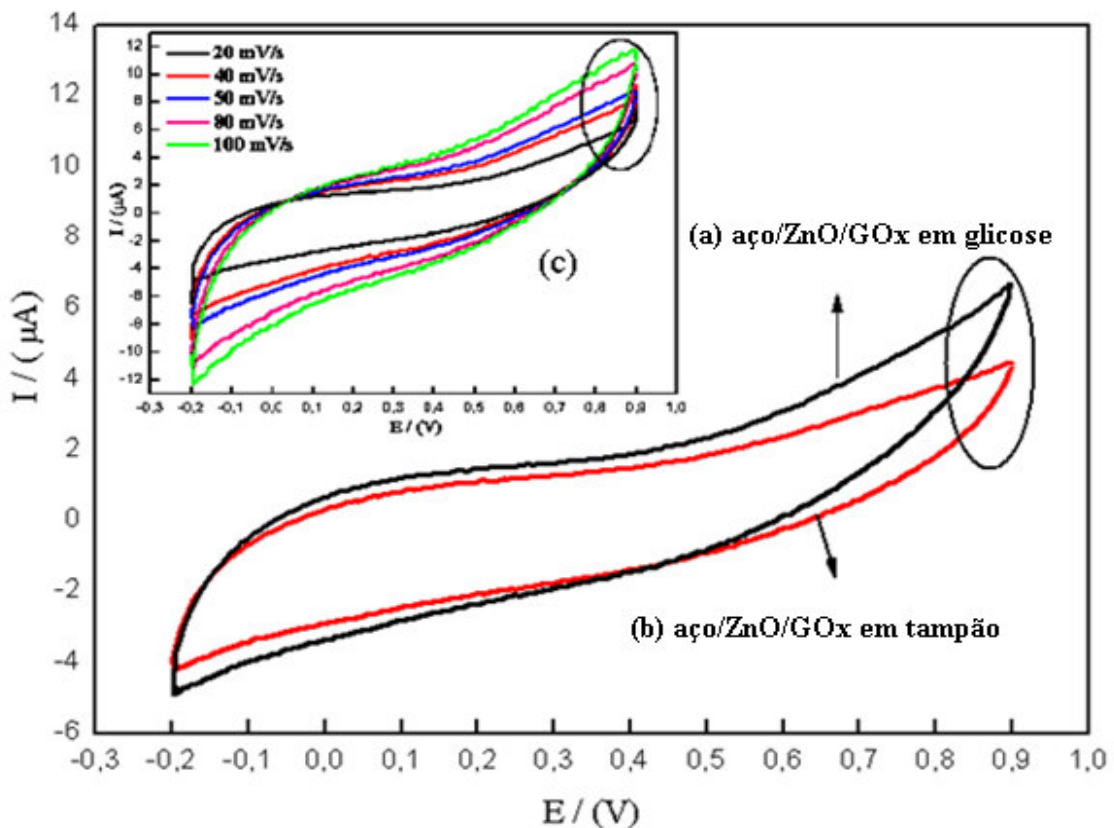 14
12
10
8
6
4
2
0
-2
-4
-6
I / ( μA)
-0,3 -0,2 -0,1 0,0 0,1 0,2 0,3 0,4 0,5 0,6 0,7 0,8 0,9 1,0
E / (V)
12
10
8
6
4
2
0
-2
-4
-6
-8
-10
-12
I / (μA)
20 mV/s
40 mV/s
50 mV/s
80 mV/s
100 mV/s
(c)
-0,3 -0,2 -0,1 0,0 0,1 0,2 0,3 0,4 0,5 0,6 0,7 0,8 0,9 1,0
E / (V)
(a) aço/ZnO/GOx em glicose
(b) aço/ZnO/GOx em tampão